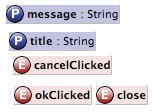 P message : String
P title : String
E cancelClicked
E okClicked E close